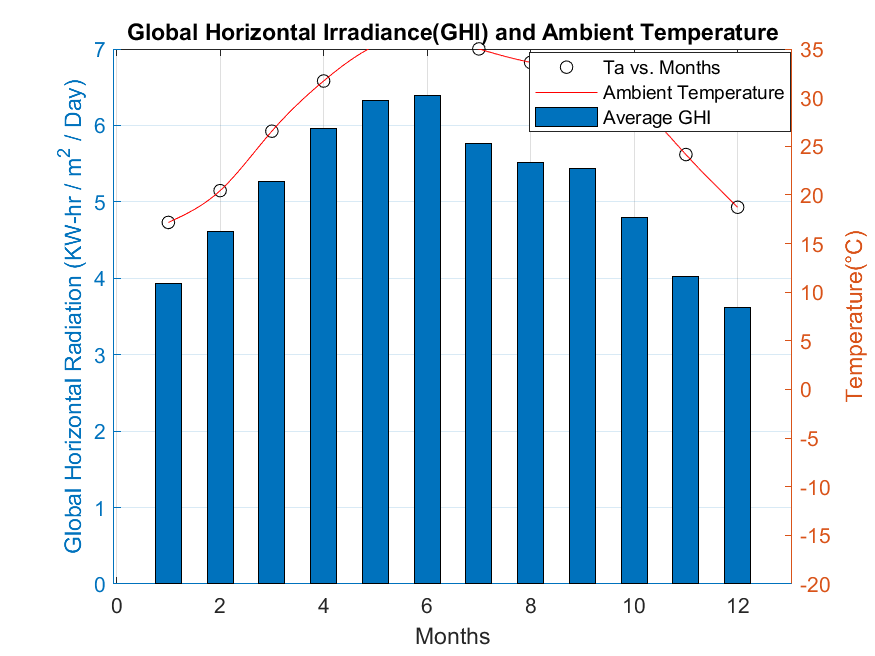 Global Horizontal Irradiance(GHI) and Ambient Temperature
Global Horizontal Radiation (KW-hr / m² / Day)
7
6
5
4
3
2
1
0
Ta vs. Months
Ambient Temperature
Average GHI
35
30
25
20
15
10
5
0
-5
-10
-15
-20
Temperature(°C)
0 2 4 6 8 10 12
Months